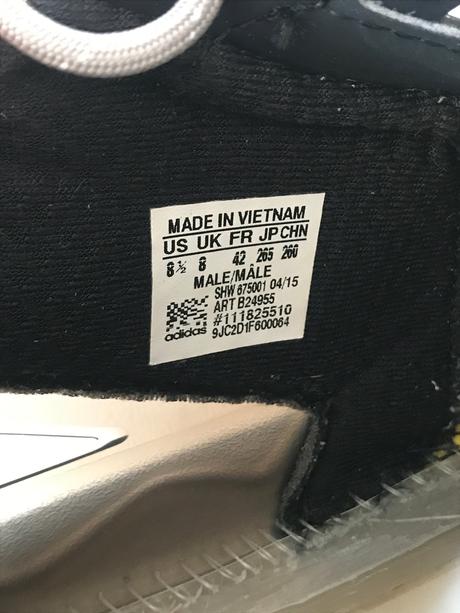 MADE IN VIETNAM
US UK FR JP CHN
8½ 8 42 265 260
MALE/MÂLE
SHW 675001 04/15
ART B24955
#111825510
adidas 9JC2D1F600064